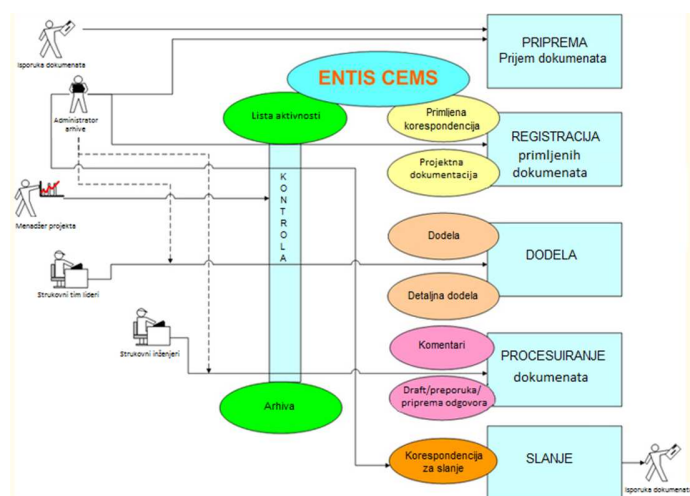 PRIPREMA
Prijem dokumenata
Isporuka dokumenata
ENTIS CEMS
Administrator
arhive
Lista aktivnosti
Primljena
korespondencija
REGISTRACIJA
primljenih
dokumenata
Projektna
dokumentacija
KONTROLA
Menadžer projekta
Dodela
DODELA
Strukovni tim lideri
Detaljna dodela
Komentari
PROCESUIRANJE
dokumenata
Strukovni inženjeri
Draft/preporuka/
priprema odgovora
Arhiva
Korespondencija
za slanje
SLANJE
Isporuka dokumenata